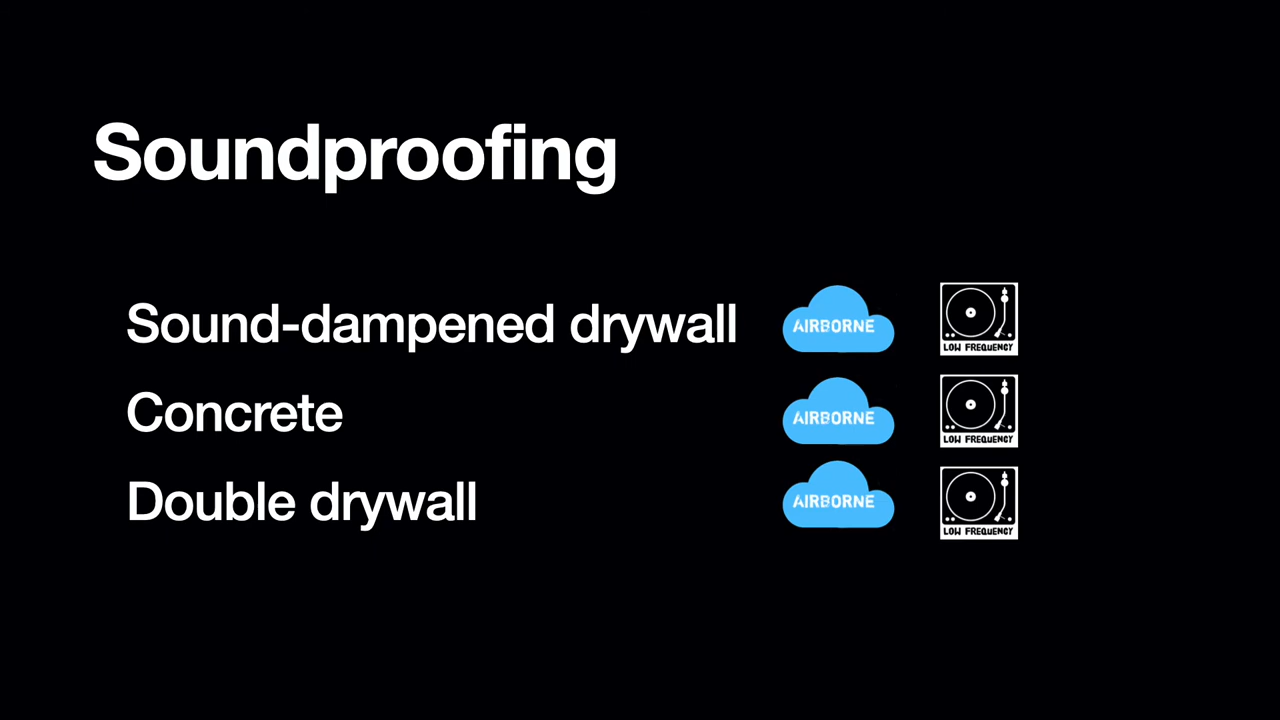 Soundproofing
Sound-dampened drywall AIRBORNE LOW FREQUENCY
Concrete AIRBORNE LOW FREQUENCY
Double drywall AIRBORNE LOW FREQUENCY